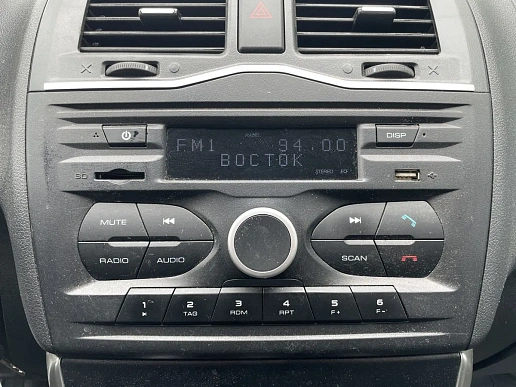 FM1 94.00
ВОСТОК
STEREO EQ
DISP
SD
MUTE
RADIO AUDIO
SCAN
1 2 TAG 3 RDM 4 RPT 5 F+ 6 F-